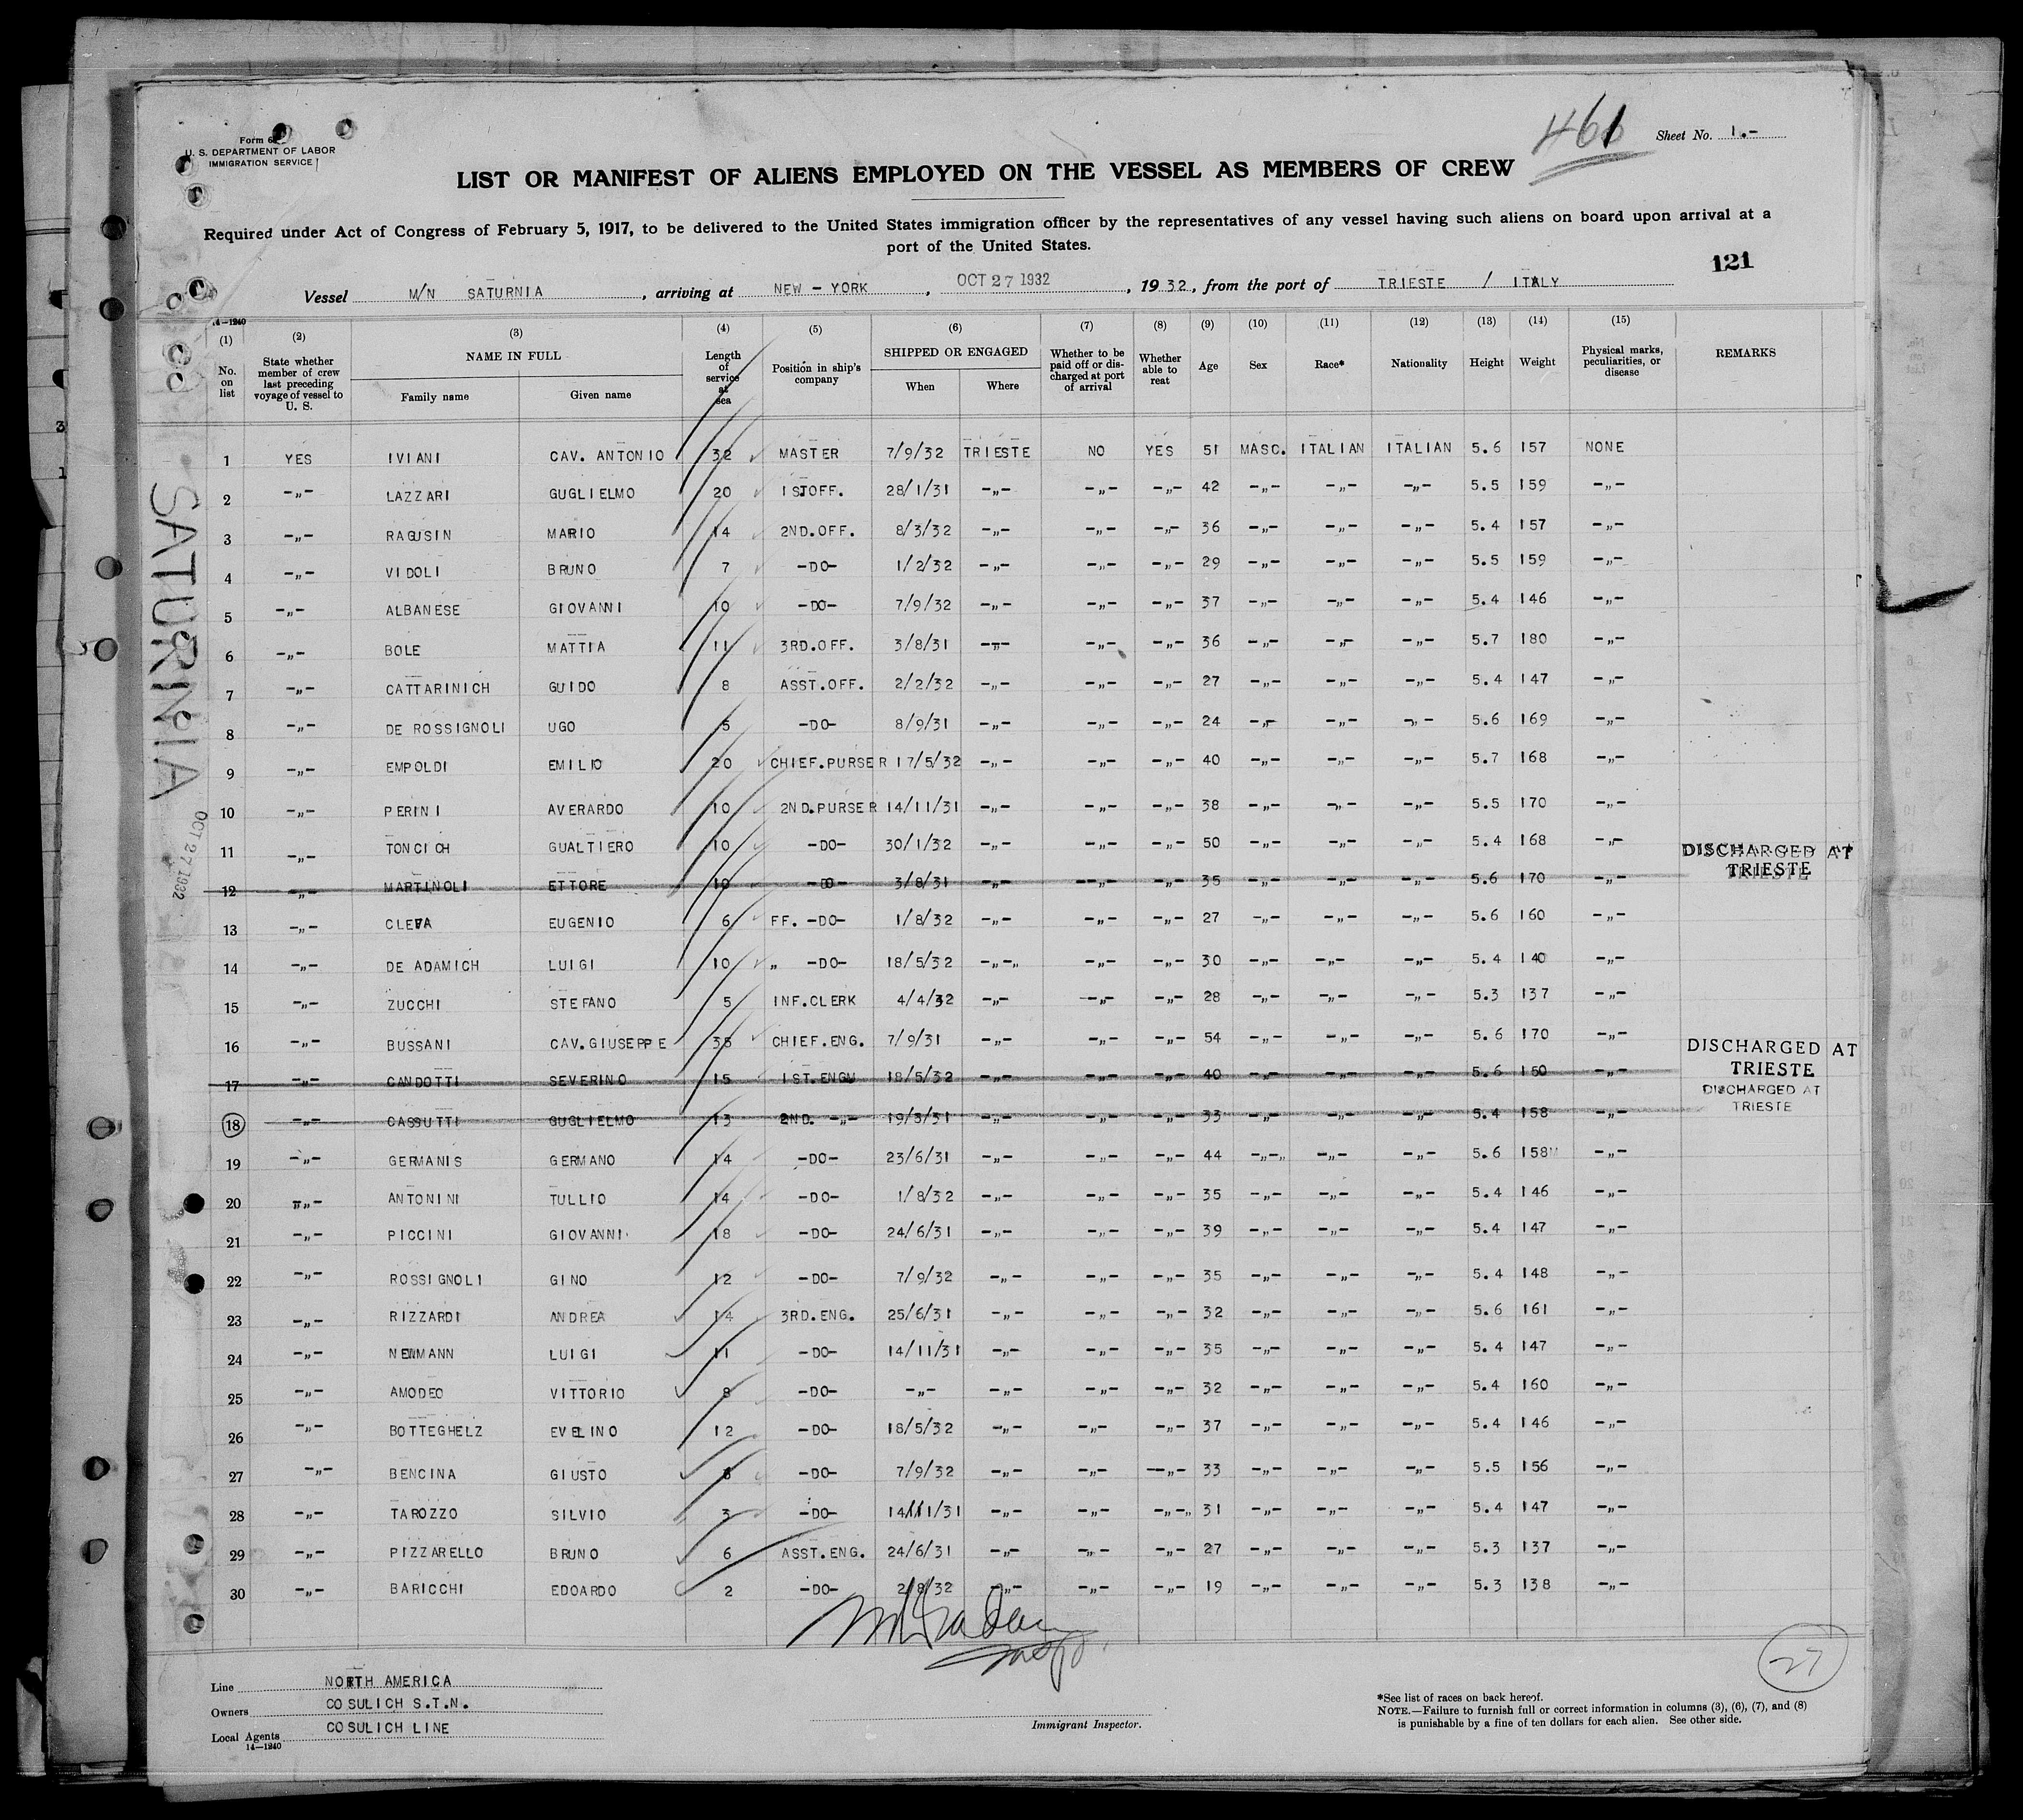 461
Sheet No. 1.-
Form 6
U. S. DEPARTMENT OF LABOR
IMMIGRATION SERVICE
LIST OR MANIFEST OF ALIENS EMPLOYED ON THE VESSEL AS MEMBERS OF CREW
Required under Act of Congress of February 5, 1917, to be delivered to the United States immigration officer by the representatives of any vessel having such aliens on board upon arrival at a
port of the United States.
121
Vessel M/N SATURNIA , arriving at NEW – YORK , OCT 27 1932 , 1932, from the port of TRIESTE / ITALY
14—1240
(1) No. on list (2) State whether member of crew last preceding voyage of vessel to U. S. (3) NAME IN FULL Family name Given name (4) Length of service at sea (5) Position in ship's company (6) SHIPPED OR ENGAGED When Where (7) Whether to be paid off or discharged at port of arrival (8) Whether able to reat (9) Age (10) Sex (11) Race* (12) Nationality (13) Height (14) Weight (15) Physical marks, peculiarities, or disease REMARKS
1 YES IVIANI CAV. ANTONIO 32 MASTER 7/9/32 TRIESTE NO YES 51 MASC. ITALIAN ITALIAN 5.6 157 NONE
2 -„- LAZZARI GUGLIELMO 20 1STOFF. 28/1/31 -„- -„- -„- 42 -„- -„- -„- 5.5 159 -„-
3 -„- RAGUSIN MARIO 14 2ND.OFF. 8/3/32 -„- -„- -„- 36 -„- -„- -„- 5.4 157 -„-
4 -„- VIDOLI BRUNO 7 -DO- 1/2/32 -„- -„- -„- 29 -„- -„- -„- 5.5 159 -„-
5 -„- ALBANESE GIOVANNI 10 -DO- 7/9/32 -„- -„- -„- 37 -„- -„- -„- 5.4 146 -„-
6 -„- BOLE MATTIA 11 3RD.OFF. 3/8/31 -„- -„- -„- 36 -„- -„- -„- 5.7 180 -„-
7 -„- CATTARINICH GUIDO 8 ASST.OFF. 2/2/32 -„- -„- -„- 27 -„- -„- -„- 5.4 147 -„-
8 -„- DE ROSSIGNOLI UGO 5 -DO- 8/9/31 -„- -„- -„- 24 -„- -„- -„- 5.6 169 -„-
9 -„- EMPOLDI EMILIO 20 CHIEF.PURSER 17/5/32 -„- -„- -„- 40 -„- -„- -„- 5.7 168 -„-
10 -„- PERINI AVERARDO 10 2ND.PURSER 14/11/31 -„- -„- -„- 38 -„- -„- -„- 5.5 170 -„-
11 -„- TONCICH GUALTIERO 10 -DO- 30/1/32 -„- -„- -„- 50 -„- -„- -„- 5.4 168 -„-
12 -„- MARTINOLI ETTORE 10 -DO- 3/8/31 -„- -„- -„- 35 -„- -„- -„- 5.6 170 -„- DISCHARGED AT TRIESTE
13 -„- CLEVA EUGENIO 6 FF. -DO- 1/8/32 -„- -„- -„- 27 -„- -„- -„- 5.6 160 -„-
14 -„- DE ADAMICH LUIGI 10 „ -DO- 18/5/32 -„-„ -„- -„- 30 -„- -„- -„- 5.4 140 -„-
15 -„- ZUCCHI STEFANO 5 INF.CLERK 4/4/32 -„- -„- -„- 28 -„- -„- -„- 5.3 137 -„-
16 -„- BUSSANI CAV.GIUSEPPE 35 CHIEF.ENG. 7/9/31 -„- -„- -„- 54 -„- -„- -„- 5.6 170 -„-
17 -„- CANDOTTI SEVERINO 15 1ST.ENGM 18/5/32 -„- -„- -„- 40 -„- -„- -„- 5.6 150 -„- DISCHARGED AT TRIESTE
18 -„- CASSUTTI GUGLIELMO 13 2ND. -„- 19/3/31 -„- -„- -„- 33 -„- -„- -„- 5.4 158 -„- DISCHARGED AT TRIESTE
19 -„- GERMANIS GERMANO 14 -DO- 23/6/31 -„- -„- -„- 44 -„-„ -„- -„- 5.6 158 -„-
20 -„- ANTONINI TULLIO 14 -DO- 1/8/32 -„- -„- -„- 35 -„- -„- -„- 5.4 146 -„-
21 -„- PICCINI GIOVANNI 18 -DO- 24/6/31 -„- -„- -„- 39 -„- -„- -„- 5.4 147 -„-
22 -„- ROSSIGNOLI GINO 12 -DO- 7/9/32 -„- -„- -„- 35 -„- -„- -„- 5.4 148 -„-
23 -„- RIZZARDI ANDREA 14 3RD.ENG. 25/6/31 -„- -„- -„- 32 -„- -„- -„- 5.6 161 -„-
24 -„- NEWMANN LUIGI 11 -DO- 14/11/31 -„- -„- -„- 35 -„- -„- -„- 5.4 147 -„-
25 -„- AMODEO VITTORIO 8 -DO- -„- -„- -„- -„- 32 -„- -„- -„- 5.4 160 -„-
26 -„- BOTTEGHELZ EVELINO 12 -DO- 18/5/32 -„- -„- -„- 37 -„- -„- -„- 5.4 146 -„-
27 -„- BENCINA GIUSTO -DO- 7/9/32 -„- -„- -„- 33 -„- -„- -„- 5.5 156 -„-
28 -„- TAROZZO SILVIO 3 -DO- 14/11/31 -„- -„- -„-„ 31 -„- -„- -„- 5.4 147 -„-
29 -„- PIZZARELLO BRUNO 6 ASST.ENG. 24/6/31 -„- -„- -„- 27 -„- -„- -„- 5.3 137 -„-
30 -„- BARICCHI EDOARDO 2 -DO- 2/8/32 -„- -„- -„- 19 -„- -„- -„- 5.3 138 -„-
SATURNIA
OCT 27 1932
27
Line NORTH AMERICA
Owners COSULICH S.T.N.
Local Agents COSULICH LINE
14—1240
Immigrant Inspector.
*See list of races on back hereof.
NOTE.—Failure to furnish full or correct information in columns (3), (6), (7), and (8)
is punishable by a fine of ten dollars for each alien. See other side.